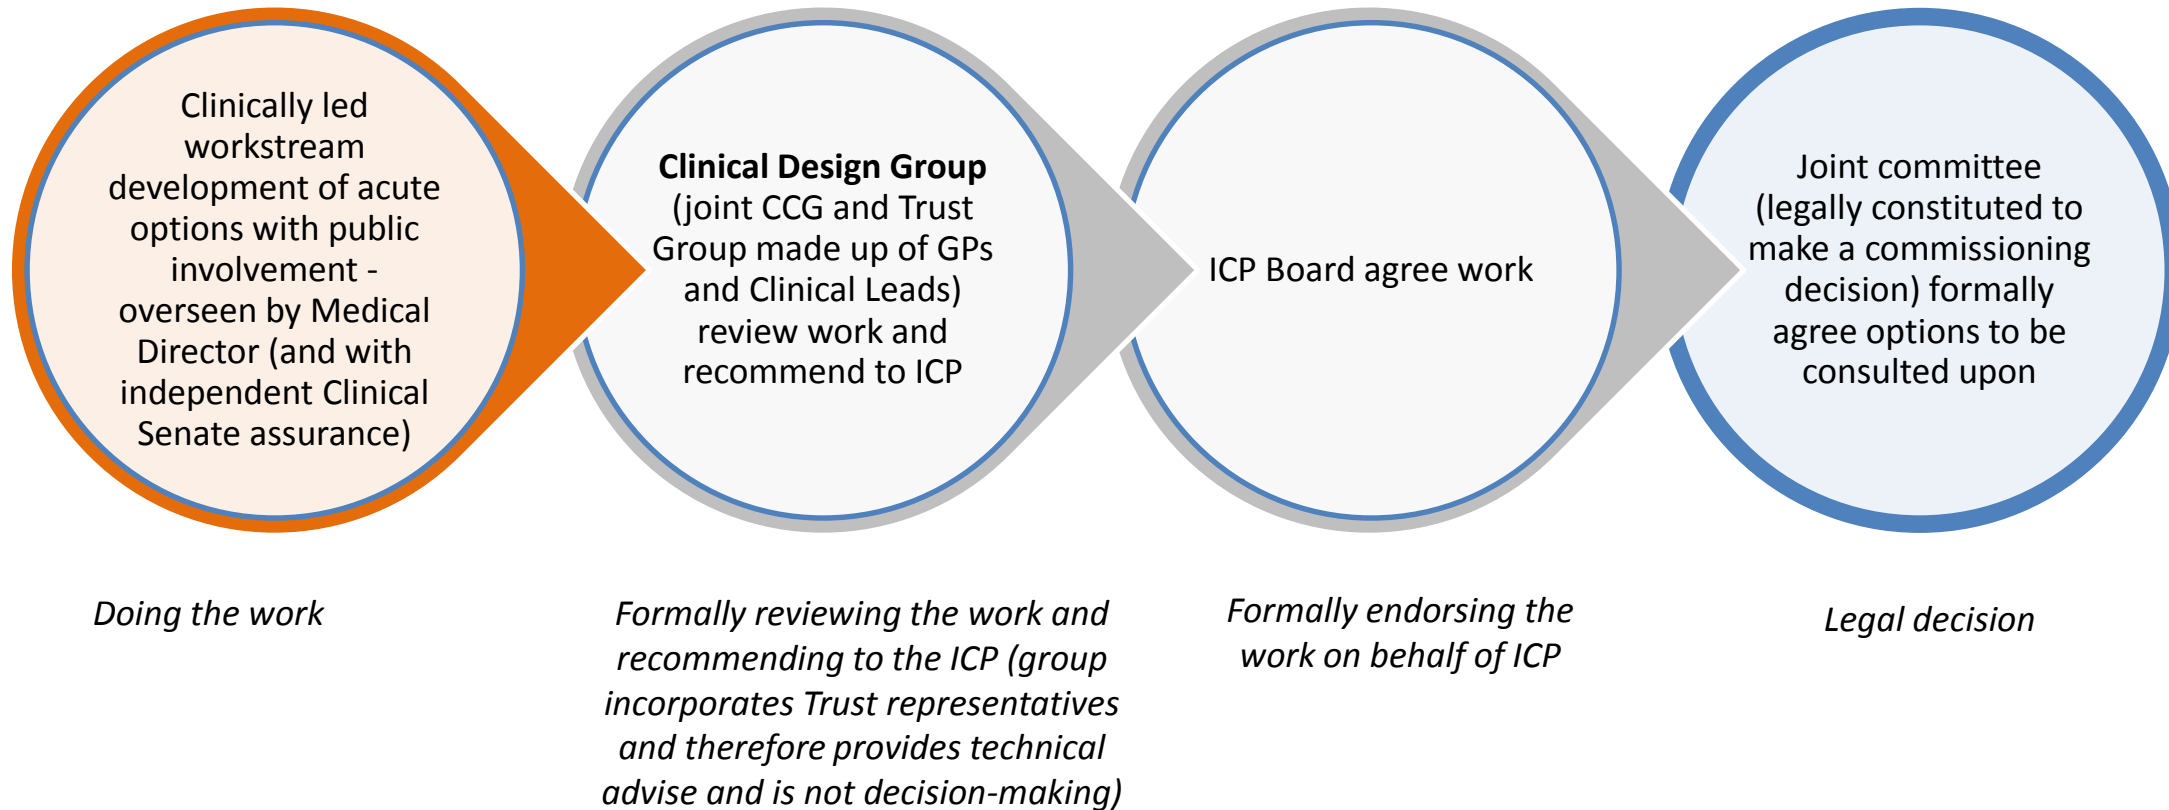 Clinically led
workstream
development of acute
options with public
involvement -
overseen by Medical
Director (and with
independent Clinical
Senate assurance)
Clinical Design Group
(joint CCG and Trust
Group made up of GPs
and Clinical Leads)
review work and
recommend to ICP
ICP Board agree work
Joint committee
(legally constituted to
make a commissioning
decision) formally
agree options to be
consulted upon
Doing the work
Formally reviewing the work and
recommending to the ICP (group
incorporates Trust representatives
and therefore provides technical
advise and is not decision-making)
Formally endorsing the
work on behalf of ICP
Legal decision